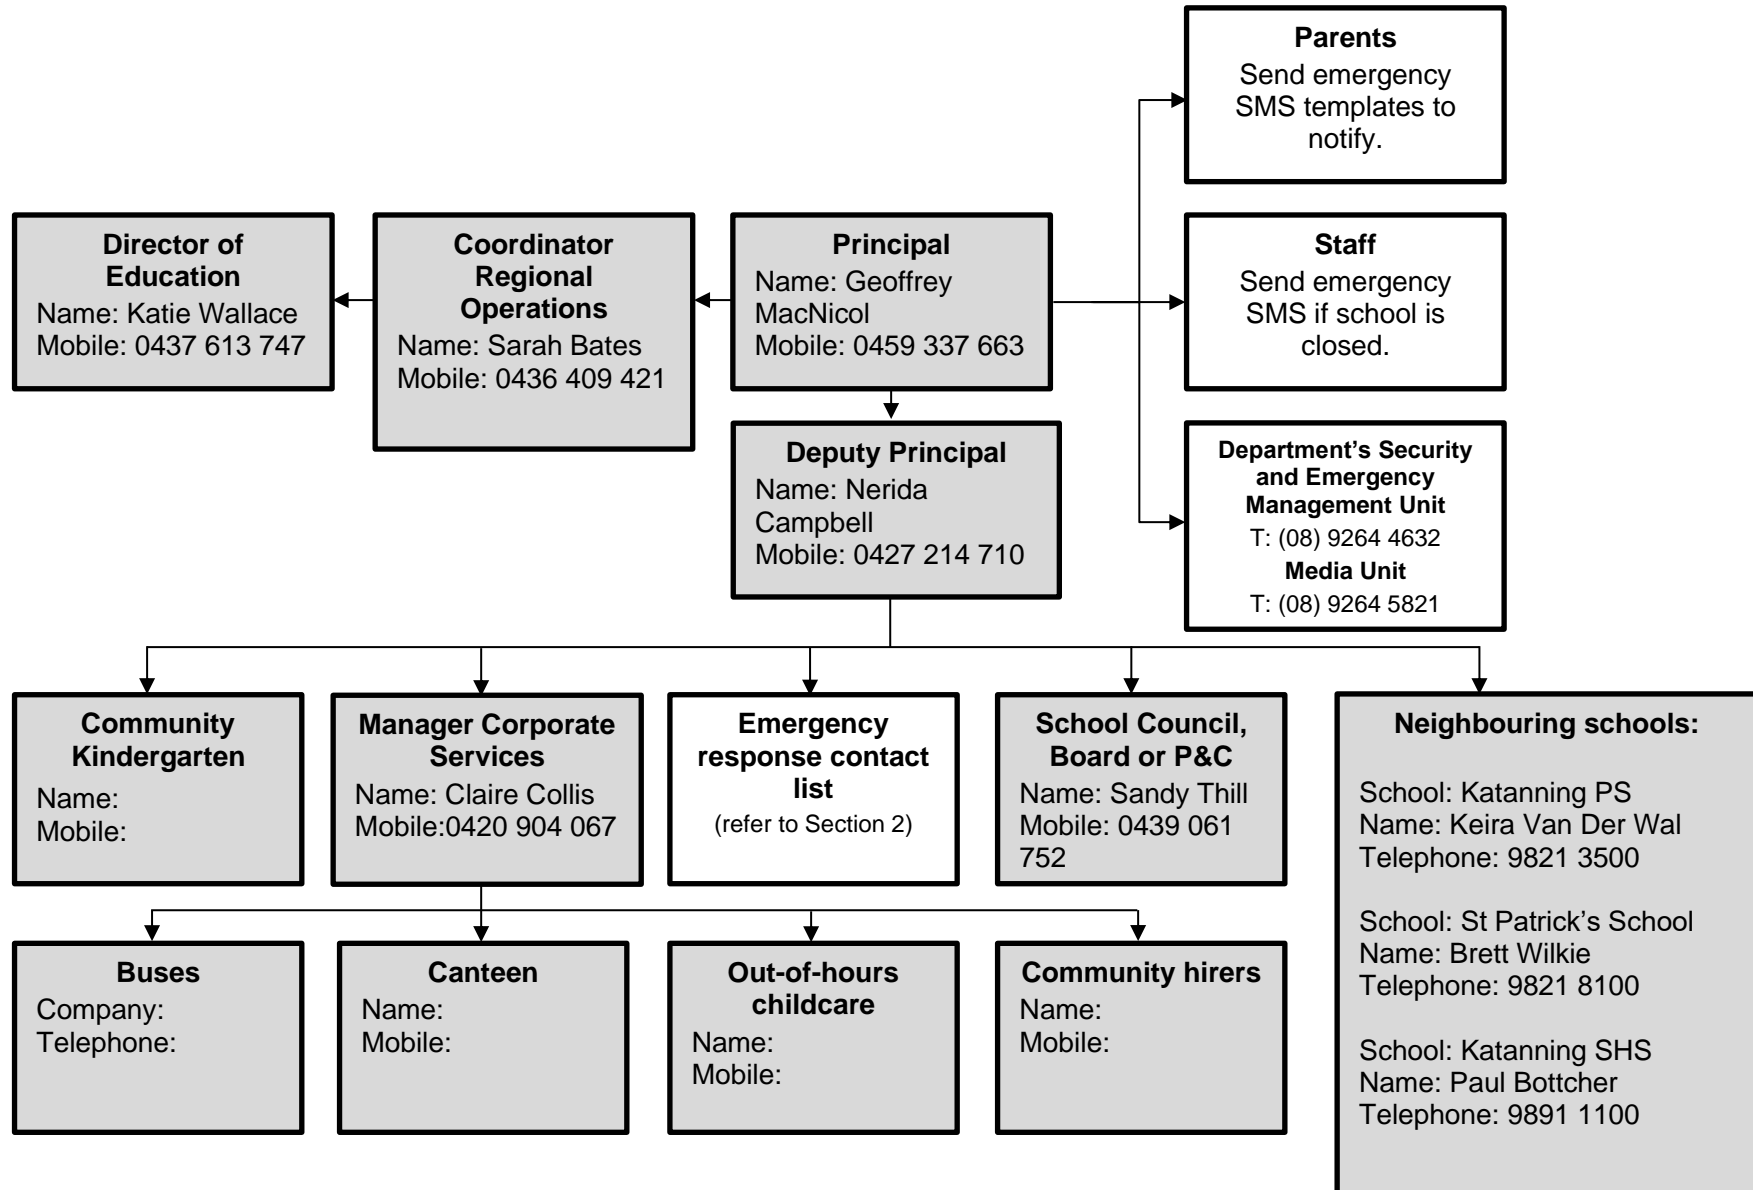 Parents
Send emergency
SMS templates to
notify.
Director of
Education
Name: Katie Wallace
Mobile: 0437 613 747
Coordinator
Regional
Operations
Name: Sarah Bates
Mobile: 0436 409 421
Principal
Name: Geoffrey
MacNicol
Mobile: 0459 337 663
Staff
Send emergency
SMS if school is
closed.
Deputy Principal
Name: Nerida
Campbell
Mobile: 0427 214 710
Department’s Security
and Emergency
Management Unit
T: (08) 9264 4632
Media Unit
T: (08) 9264 5821
Community
Kindergarten
Name:
Mobile:
Manager Corporate
Services
Name: Claire Collis
Mobile:0420 904 067
Emergency
response contact
list
(refer to Section 2)
School Council,
Board or P&C
Name: Sandy Thill
Mobile: 0439 061
752
Neighbouring schools:
School: Katanning PS
Name: Keira Van Der Wal
Telephone: 9821 3500
School: St Patrick’s School
Name: Brett Wilkie
Telephone: 9821 8100
School: Katanning SHS
Name: Paul Bottcher
Telephone: 9891 1100
Buses
Company:
Telephone:
Canteen
Name:
Mobile:
Out-of-hours
childcare
Name:
Mobile:
Community hirers
Name:
Mobile: